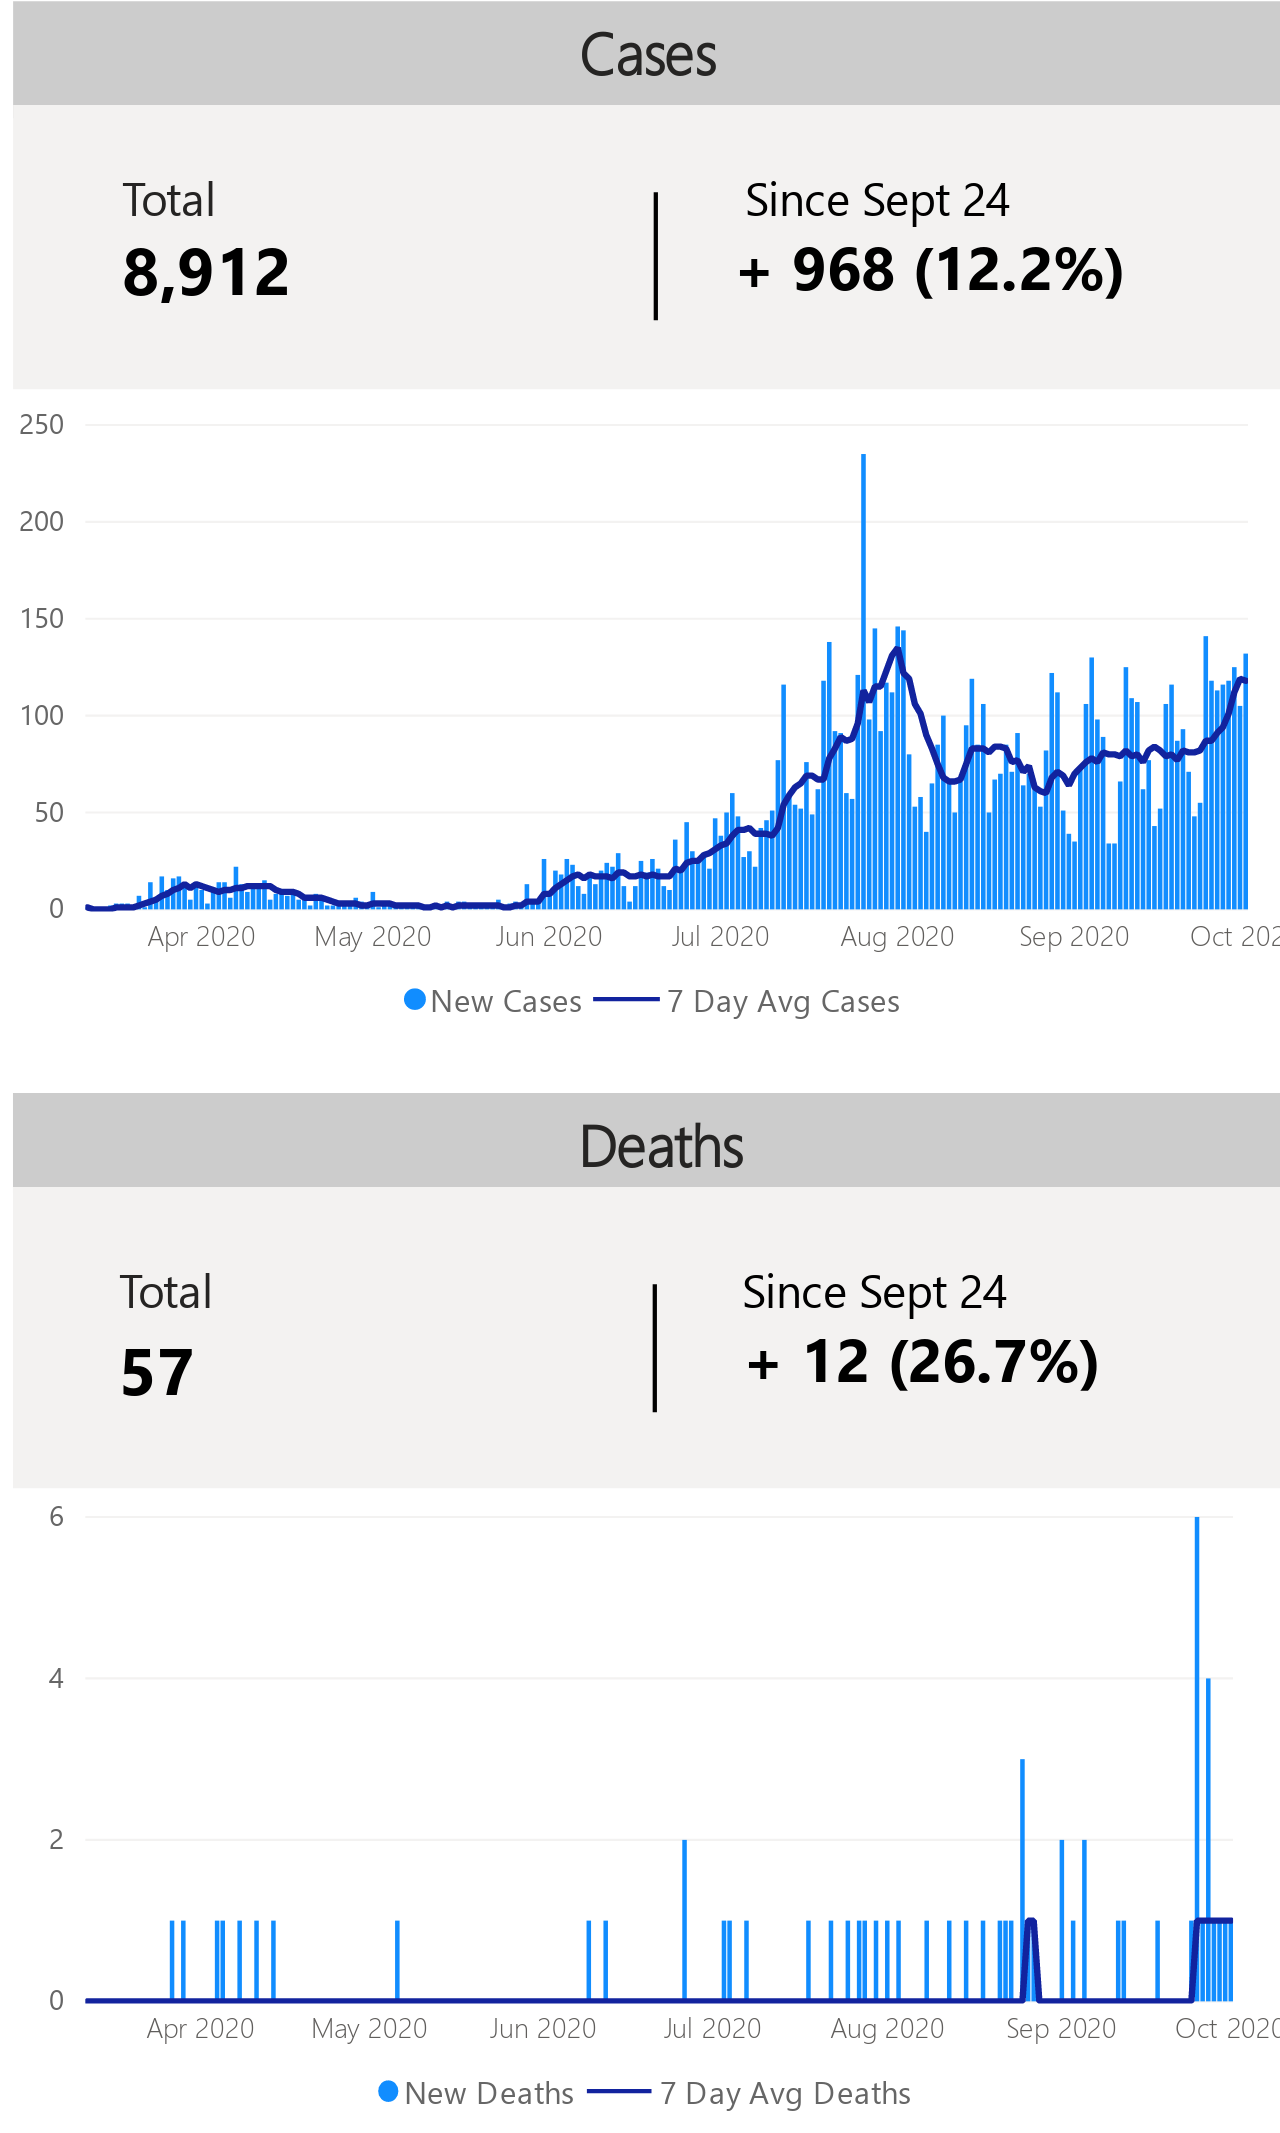 Cases
Total
Since Sept 24
8,912
+ 968 (12.2%)
250
200
150
100
50
0
Apr 2020 May 2020 Jun 2020 Jul 2020 Aug 2020 Sep 2020 Oct 202
New Cases 7 Day Avg Cases
Deaths
Total
Since Sept 24
57
+ 12 (26.7%)
6
4
2
0
Apr 2020 May 2020 Jun 2020 Jul 2020 Aug 2020 Sep 2020 Oct 2020
New Deaths 7 Day Avg Deaths